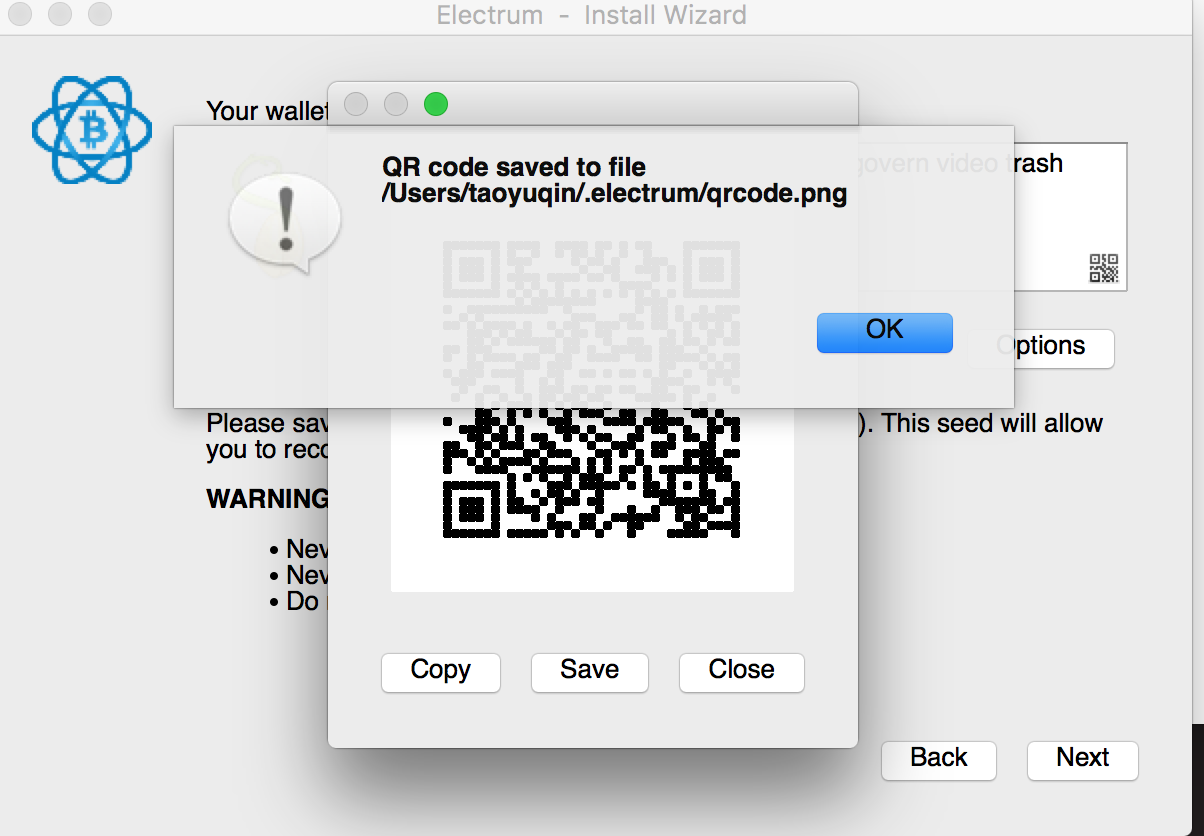 Electrum - Install Wizard
Your wallet
QR code saved to file
/Users/taoyuqin/.electrum/qrcode.png
govern video trash
OK
Options
Please sav
). This seed will allow
you to reco
WARNING
• Nev
• Nev
• Do
Copy
Save
Close
Back
Next